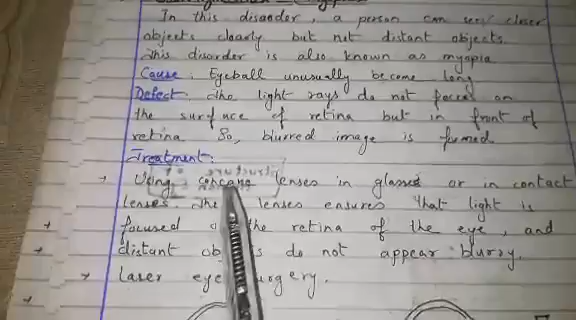 In this disorder, a person can see closer
objects clearly but not distant objects.
This disorder is also known as myopia
Cause: Eyeball unusually become long
Defect: The light rays do not focus on
the surface of retina but in front of
retina So, blurred image is formed
Treatment:
Using concave lenses in glasses or in contact
lenses. The lenses ensures that light is
focused the retina of the eye, and
distant do not appear blurry.
Laser eye